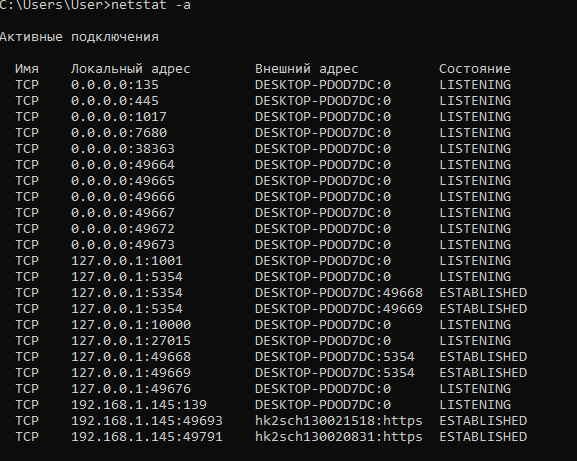 C:\Users\User>netstat -a
Активные подключения
Имя Локальный адрес Внешний адрес Состояние
TCP 0.0.0.0:135 DESKTOP-PDOD7DC:0 LISTENING
TCP 0.0.0.0:445 DESKTOP-PDOD7DC:0 LISTENING
TCP 0.0.0.0:1017 DESKTOP-PDOD7DC:0 LISTENING
TCP 0.0.0.0:7680 DESKTOP-PDOD7DC:0 LISTENING
TCP 0.0.0.0:38363 DESKTOP-PDOD7DC:0 LISTENING
TCP 0.0.0.0:49664 DESKTOP-PDOD7DC:0 LISTENING
TCP 0.0.0.0:49665 DESKTOP-PDOD7DC:0 LISTENING
TCP 0.0.0.0:49666 DESKTOP-PDOD7DC:0 LISTENING
TCP 0.0.0.0:49667 DESKTOP-PDOD7DC:0 LISTENING
TCP 0.0.0.0:49672 DESKTOP-PDOD7DC:0 LISTENING
TCP 0.0.0.0:49673 DESKTOP-PDOD7DC:0 LISTENING
TCP 127.0.0.1:1001 DESKTOP-PDOD7DC:0 LISTENING
TCP 127.0.0.1:5354 DESKTOP-PDOD7DC:0 LISTENING
TCP 127.0.0.1:5354 DESKTOP-PDOD7DC:49668 ESTABLISHED
TCP 127.0.0.1:5354 DESKTOP-PDOD7DC:49669 ESTABLISHED
TCP 127.0.0.1:10000 DESKTOP-PDOD7DC:0 LISTENING
TCP 127.0.0.1:27015 DESKTOP-PDOD7DC:0 LISTENING
TCP 127.0.0.1:49668 DESKTOP-PDOD7DC:5354 ESTABLISHED
TCP 127.0.0.1:49669 DESKTOP-PDOD7DC:5354 ESTABLISHED
TCP 127.0.0.1:49676 DESKTOP-PDOD7DC:0 LISTENING
TCP 192.168.1.145:139 DESKTOP-PDOD7DC:0 LISTENING
TCP 192.168.1.145:49693 hk2sch130021518:https ESTABLISHED
TCP 192.168.1.145:49791 hk2sch130020831:https ESTABLISHED